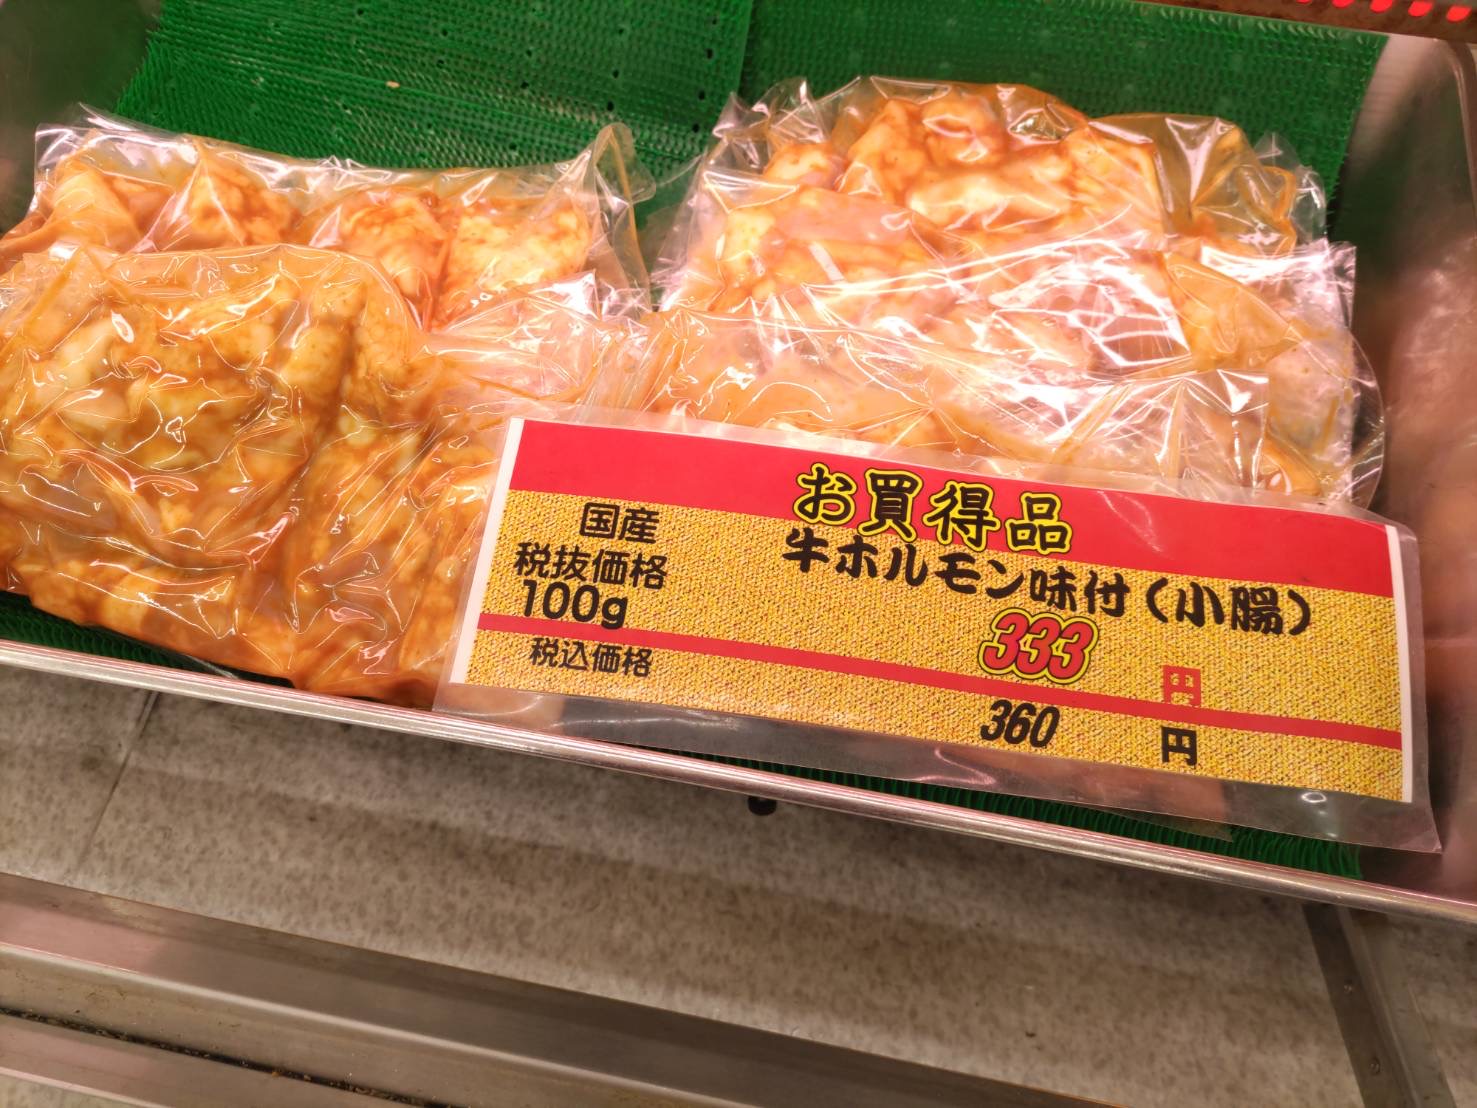 お買得品
国産
牛ホルモン味付(小腸)
税抜価格
100g
333
円
税込価格
360
円